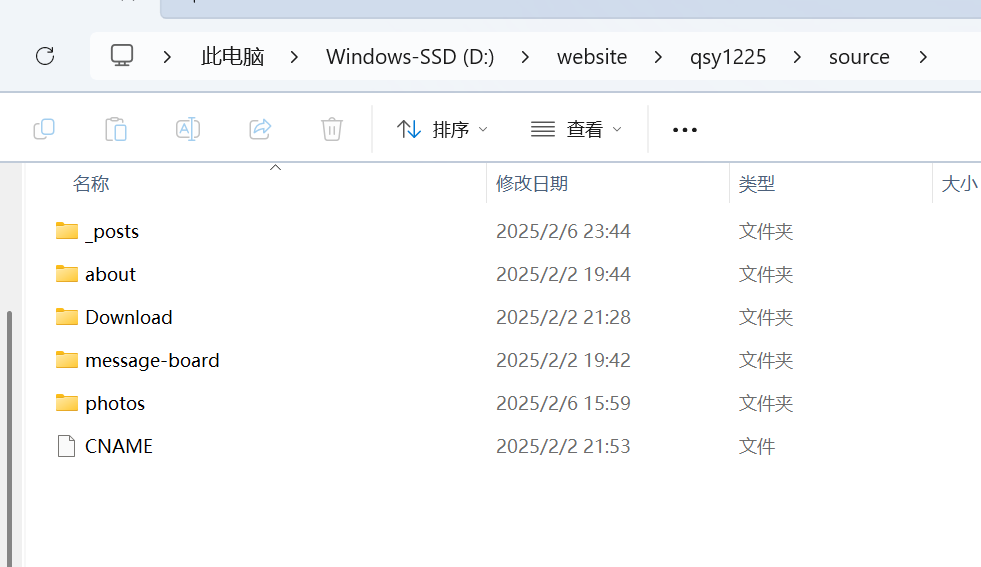 此电脑 Windows-SSD (D:) website qsy1225 source
排序 查看
名称 修改日期 类型 大小
_posts 2025/2/6 23:44 文件夹
about 2025/2/2 19:44 文件夹
Download 2025/2/2 21:28 文件夹
message-board 2025/2/2 19:42 文件夹
photos 2025/2/6 15:59 文件夹
CNAME 2025/2/2 21:53 文件